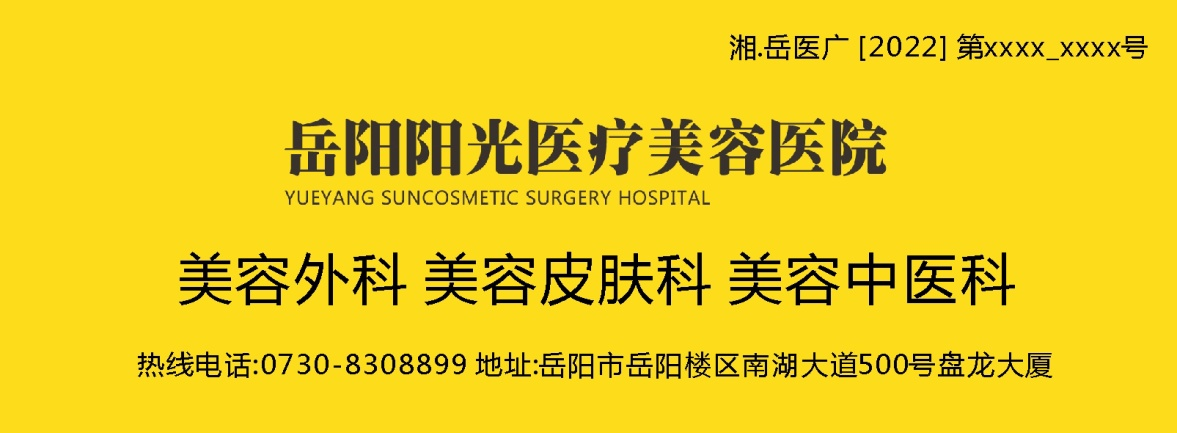 湘.岳医广 [2022] 第xxxx_xxxx号
岳阳阳光医疗美容医院
YUEYANG SUNCOSMETIC SURGERY HOSPITAL
美容外科 美容皮肤科 美容中医科
热线电话:0730-8308899 地址:岳阳市岳阳楼区南湖大道500号盘龙大厦